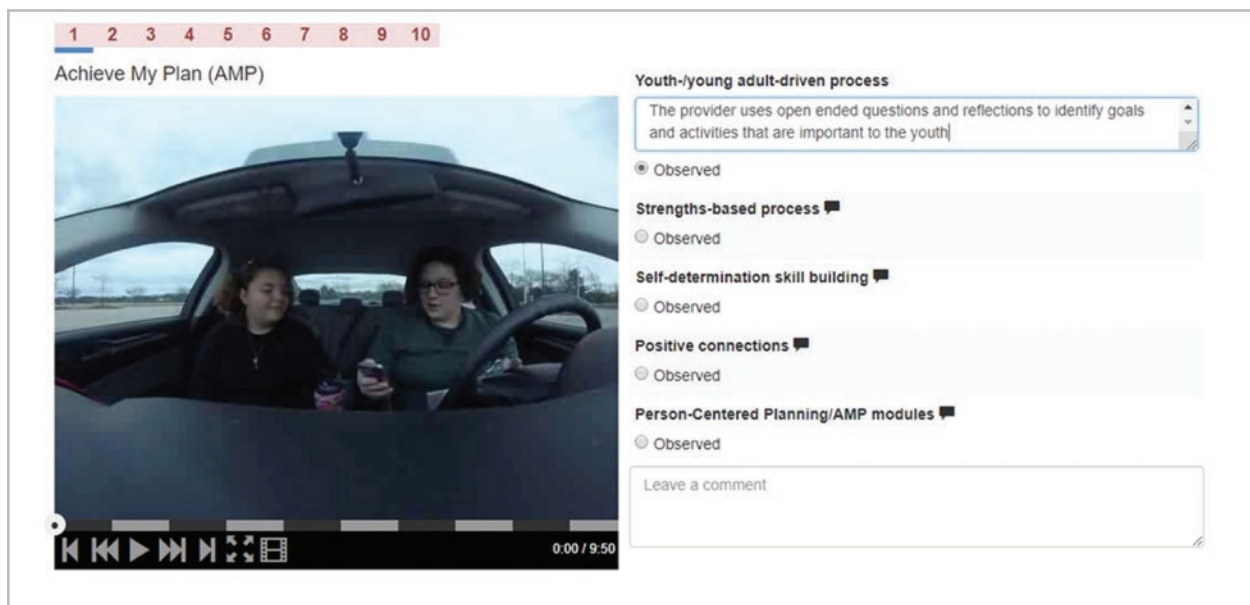 1 2 3 4 5 6 7 8 9 10
Achieve My Plan (AMP)
Youth-/young adult-driven process
The provider uses open ended questions and reflections to identify goals
and activities that are important to the youth
Observed
Strengths-based process
Observed
Self-determination skill building
Observed
Positive connections
Observed
Person-Centered Planning/AMP modules
Observed
Leave a comment
0:00 / 9:50